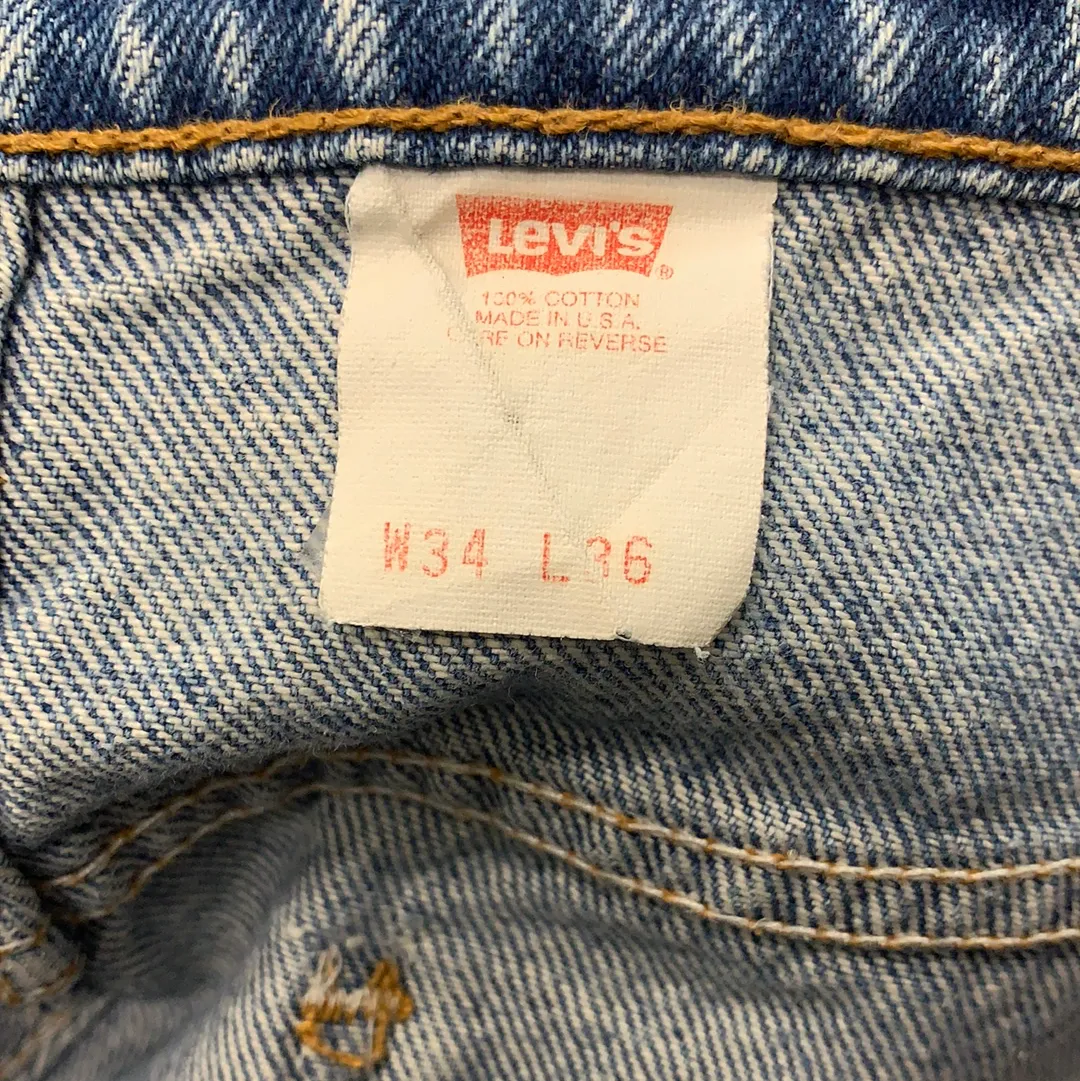 Levi's®
100% COTTON
MADE IN U.S.A.
CARE ON REVERSE
W34 L36